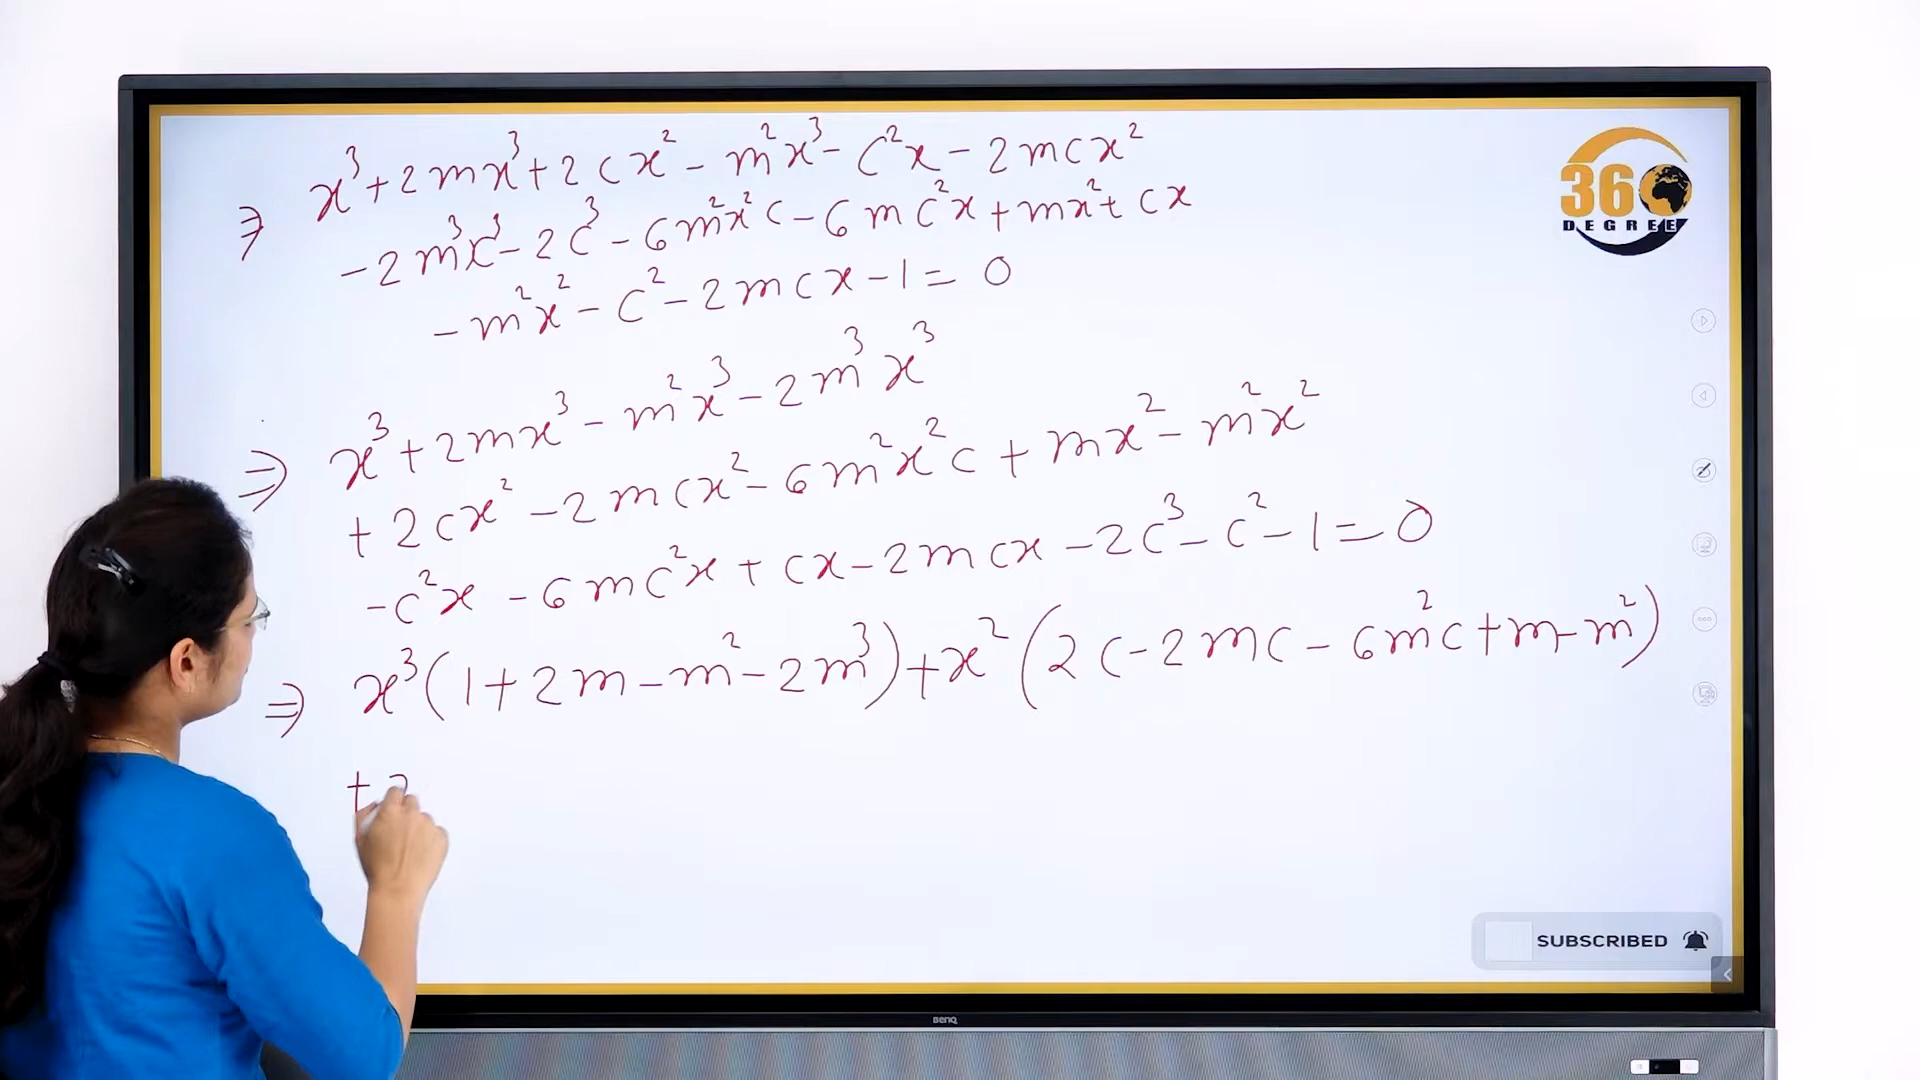 ⇒ x³+2mx³+2cx²-m²x³-c²x-2mcx²
-2m³x³-2c³-6m²x²c-6mc²x+mx²+cx
-m²x²-c²-2mcx-1=0
⇒ x³+2mx³-m²x³-2m³x³
+2cx²-2mcx²-6m²x²c+mx²-m²x²
-c²x-6mc²x+cx-2mcx-2c³-c²-1=0
⇒ x³(1+2m-m²-2m³)+x²(2c-2mc-6m²c+m-m²)
+
360
DEGREE
SUBSCRIBED
BenQ